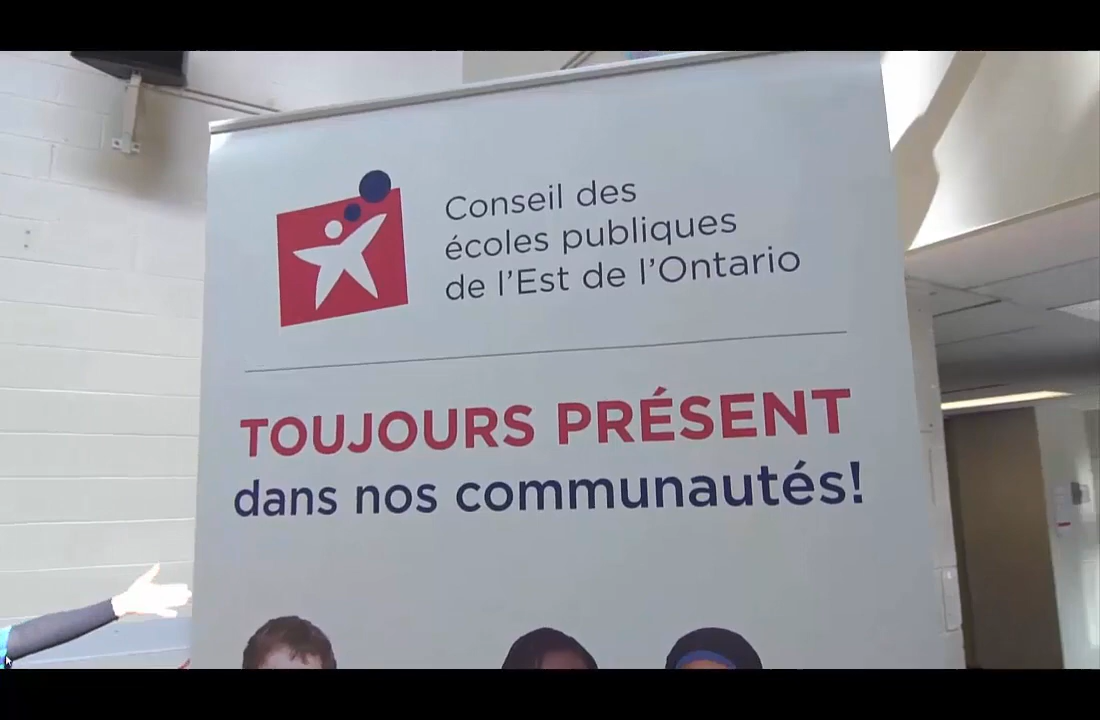 Conseil des
écoles publiques
de l'Est de l'Ontario
TOUJOURS PRÉSENT
dans nos communautés!